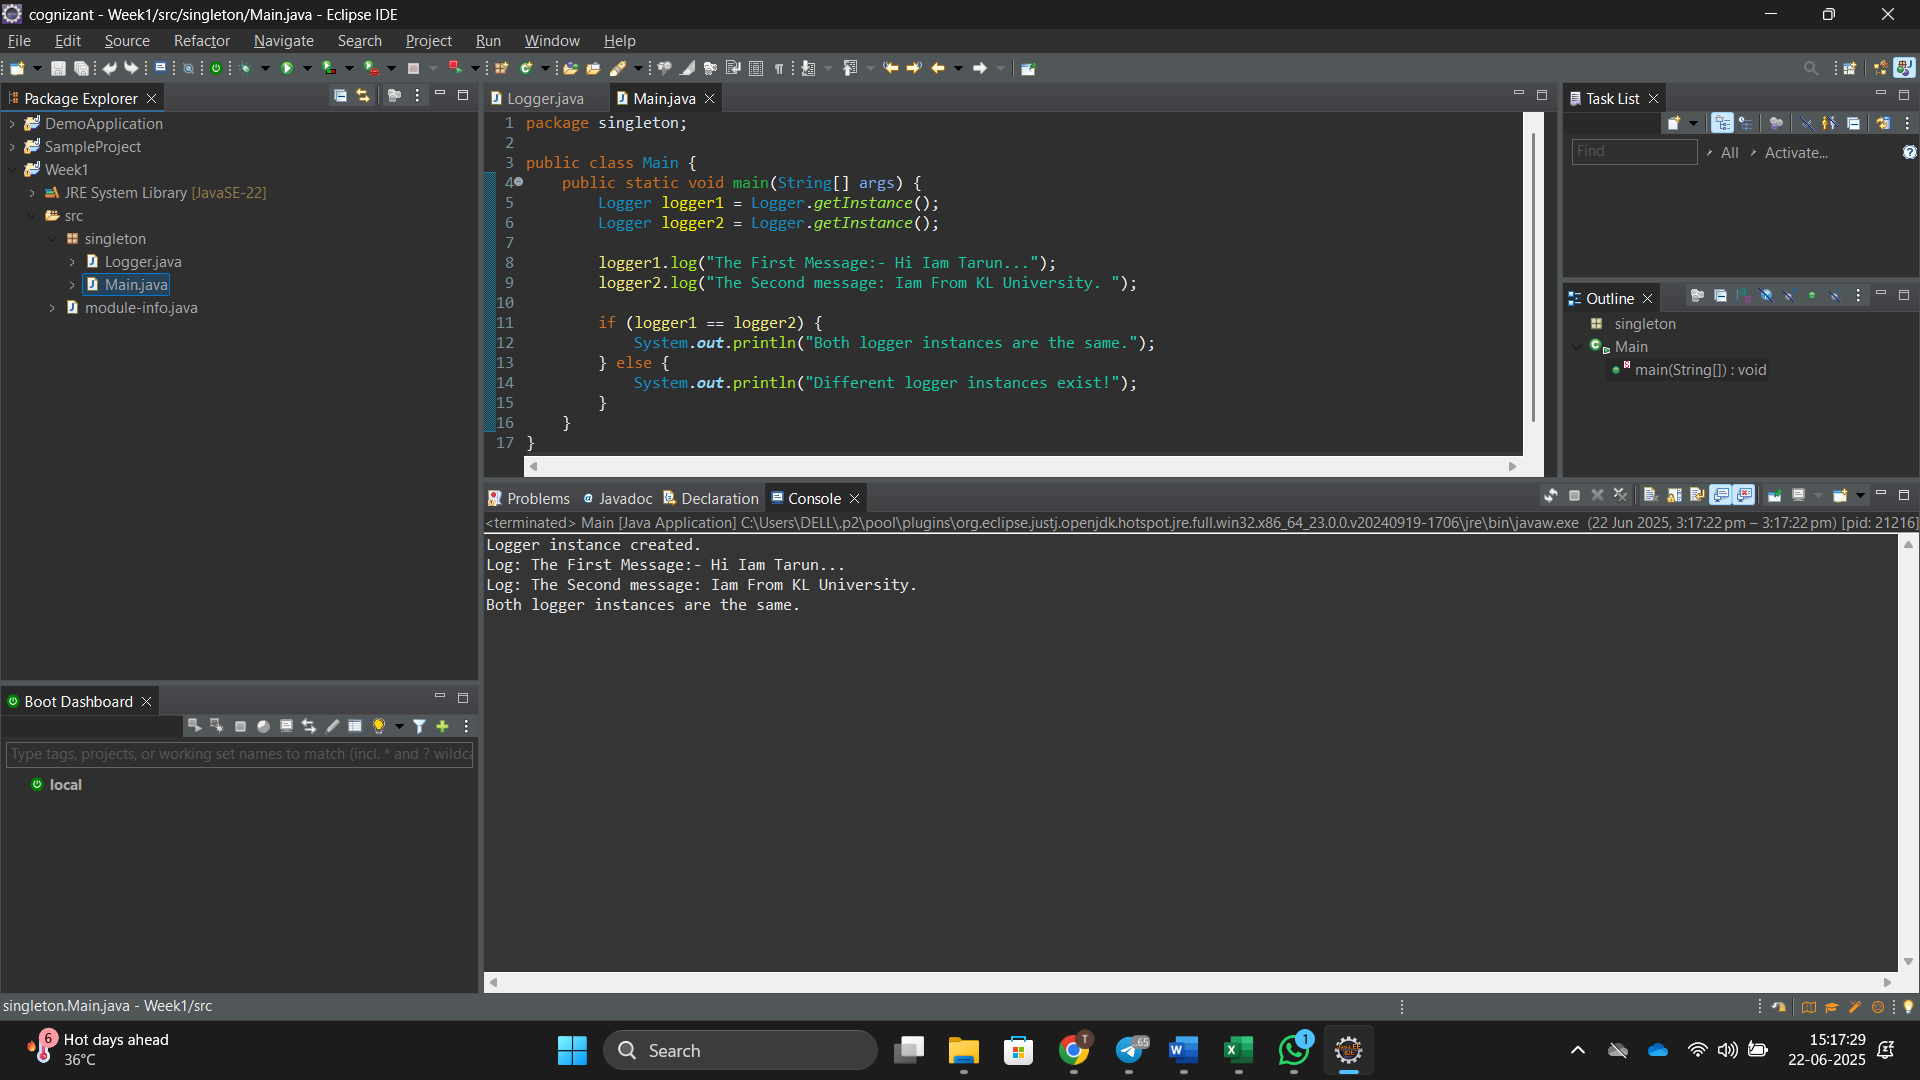 cognizant - Week1/src/singleton/Main.java - Eclipse IDE
File Edit Source Refactor Navigate Search Project Run Window Help
Package Explorer
DemoApplication
SampleProject
Week1
JRE System Library [JavaSE-22]
src
singleton
Logger.java
Main.java
module-info.java
Logger.java Main.java
1 package singleton;
2
3 public class Main {
4 public static void main(String[] args) {
5 Logger logger1 = Logger.getInstance();
6 Logger logger2 = Logger.getInstance();
7
8 logger1.log("The First Message:- Hi Iam Tarun...");
9 logger2.log("The Second message: Iam From KL University. ");
10
11 if (logger1 == logger2) {
12 System.out.println("Both logger instances are the same.");
13 } else {
14 System.out.println("Different logger instances exist!");
15 }
16 }
17 }
Task List
Find All Activate...
Outline
singleton
Main
main(String[]) : void
Problems Javadoc Declaration Console
<terminated> Main [Java Application] C:\Users\DELL\.p2\pool\plugins\org.eclipse.justj.openjdk.hotspot.jre.full.win32.x86_64_23.0.0.v20240919-1706\jre\bin\javaw.exe (22 Jun 2025, 3:17:22 pm – 3:17:22 pm) [pid: 21216]
Logger instance created.
Log: The First Message:- Hi Iam Tarun...
Log: The Second message: Iam From KL University.
Both logger instances are the same.
Boot Dashboard
Type tags, projects, or working set names to match (incl. * and ? wildca
local
singleton.Main.java - Week1/src
6
Hot days ahead
36°C
Search
T
65
1
15:17:29
22-06-2025